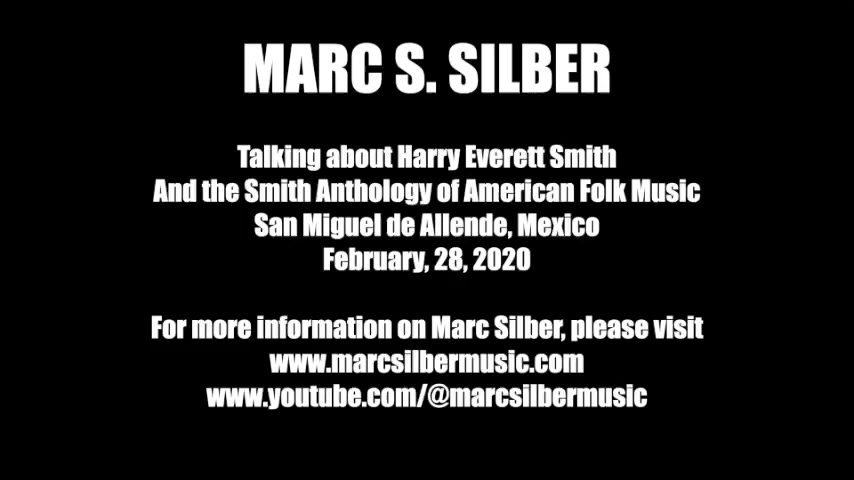 MARC S. SILBER
Talking about Harry Everett Smith
And the Smith Anthology of American Folk Music
San Miguel de Allende, Mexico
February, 28, 2020
For more information on Marc Silber, please visit
www.marcsilbermusic.com
www.youtube.com/@marcsilbermusic